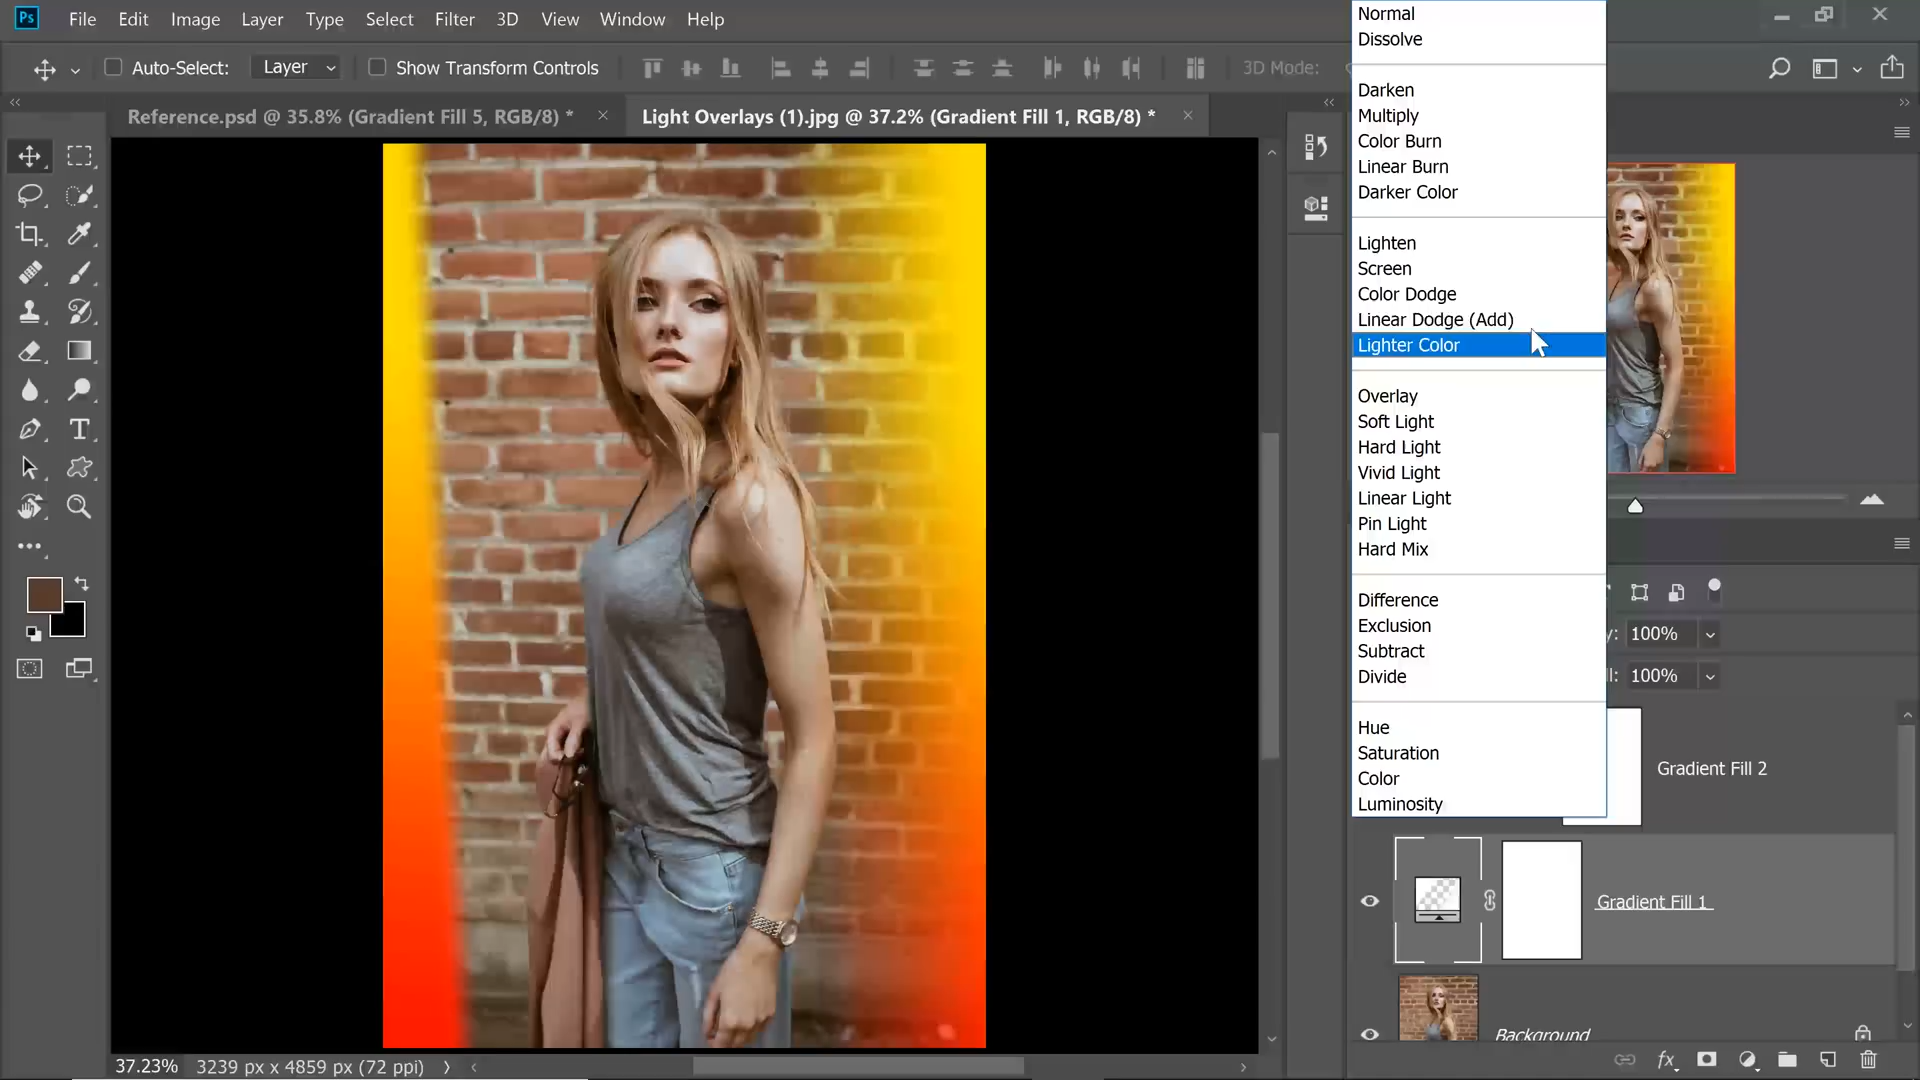 Ps File Edit Image Layer Type Select Filter 3D View Window Help
Auto-Select: Layer Show Transform Controls 3D Mode:
Reference.psd @ 35.8% (Gradient Fill 5, RGB/8) *
Light Overlays (1).jpg @ 37.2% (Gradient Fill 1, RGB/8) *
Normal
Dissolve
Darken
Multiply
Color Burn
Linear Burn
Darker Color
Lighten
Screen
Color Dodge
Linear Dodge (Add)
Lighter Color
Overlay
Soft Light
Hard Light
Vivid Light
Linear Light
Pin Light
Hard Mix
Difference
Exclusion
Subtract
Divide
Hue
Saturation
Color
Luminosity
100%
100%
Gradient Fill 2
Gradient Fill 1
Background
fx
37.23% 3239 px x 4859 px (72 ppi)